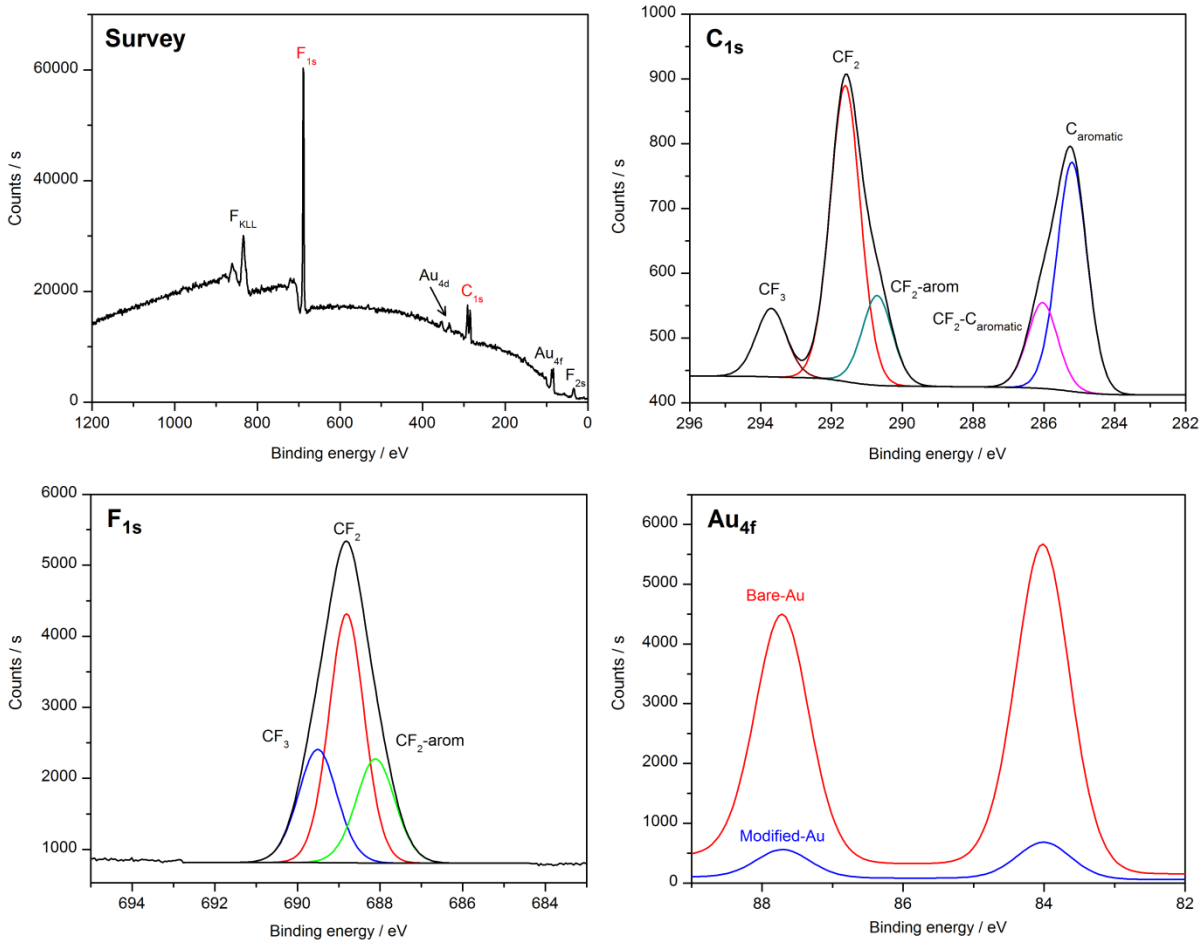 Survey
F1s
FKLL
Au4d
C1s
Au4f
F2s
60000
40000
20000
0
1200 1000 800 600 400 200 0
Counts / s
Binding energy / eV
C1s
CF2
Caromatic
CF3
CF2-arom
CF2-Caromatic
1000
900
800
700
600
500
400
296 294 292 290 288 286 284 282
Counts / s
Binding energy / eV
F1s
CF2
CF3
CF2-arom
6000
5000
4000
3000
2000
1000
694 692 690 688 686 684
Counts / s
Binding energy / eV
Au4f
Bare-Au
Modified-Au
6000
5000
4000
3000
2000
1000
0
88 86 84 82
Counts / s
Binding energy / eV